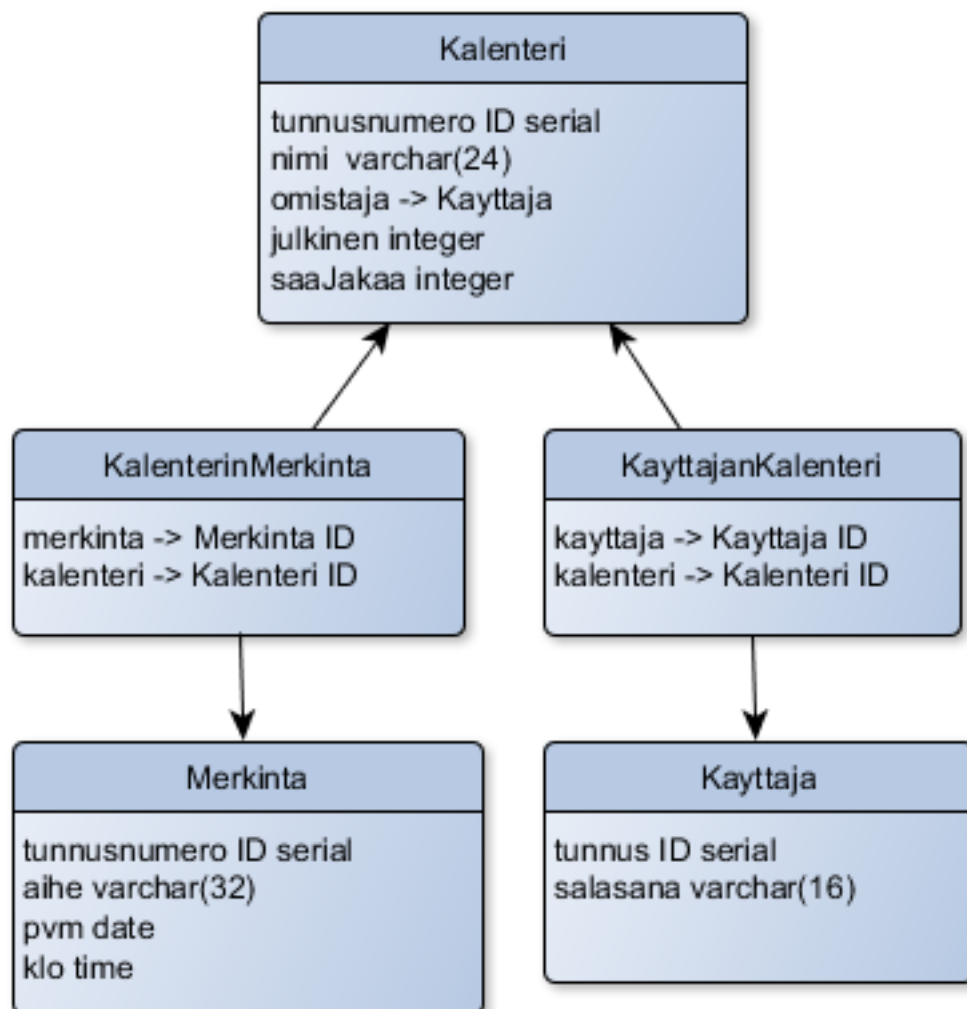 Kalenteri
tunnusnumero ID serial
nimi varchar(24)
omistaja -> Kayttaja
julkinen integer
saaJakaa integer
KalenterinMerkinta
merkinta -> Merkinta ID
kalenteri -> Kalenteri ID
KayttajanKalenteri
kayttaja -> Kayttaja ID
kalenteri -> Kalenteri ID
Merkinta
tunnusnumero ID serial
aihe varchar(32)
pvm date
klo time
Kayttaja
tunnus ID serial
salasana varchar(16)